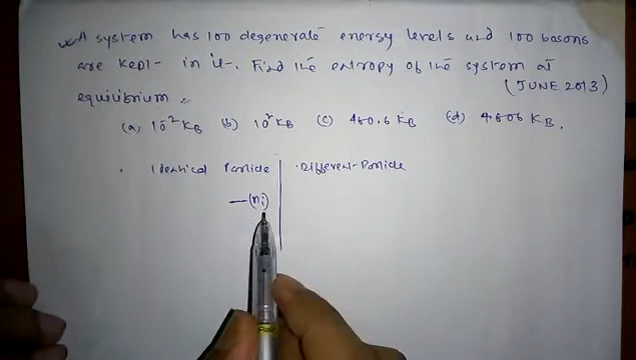 A system has 100 degenerate energy levels and 100 bosons
are kept in it. Find the entropy of the system at
equilibrium. (JUNE 2013)
(a) 10⁻² KB (b) 10² KB (c) 460.6 KB (d) 4.606 KB.
Identical Particle Different Particle
— (ni)